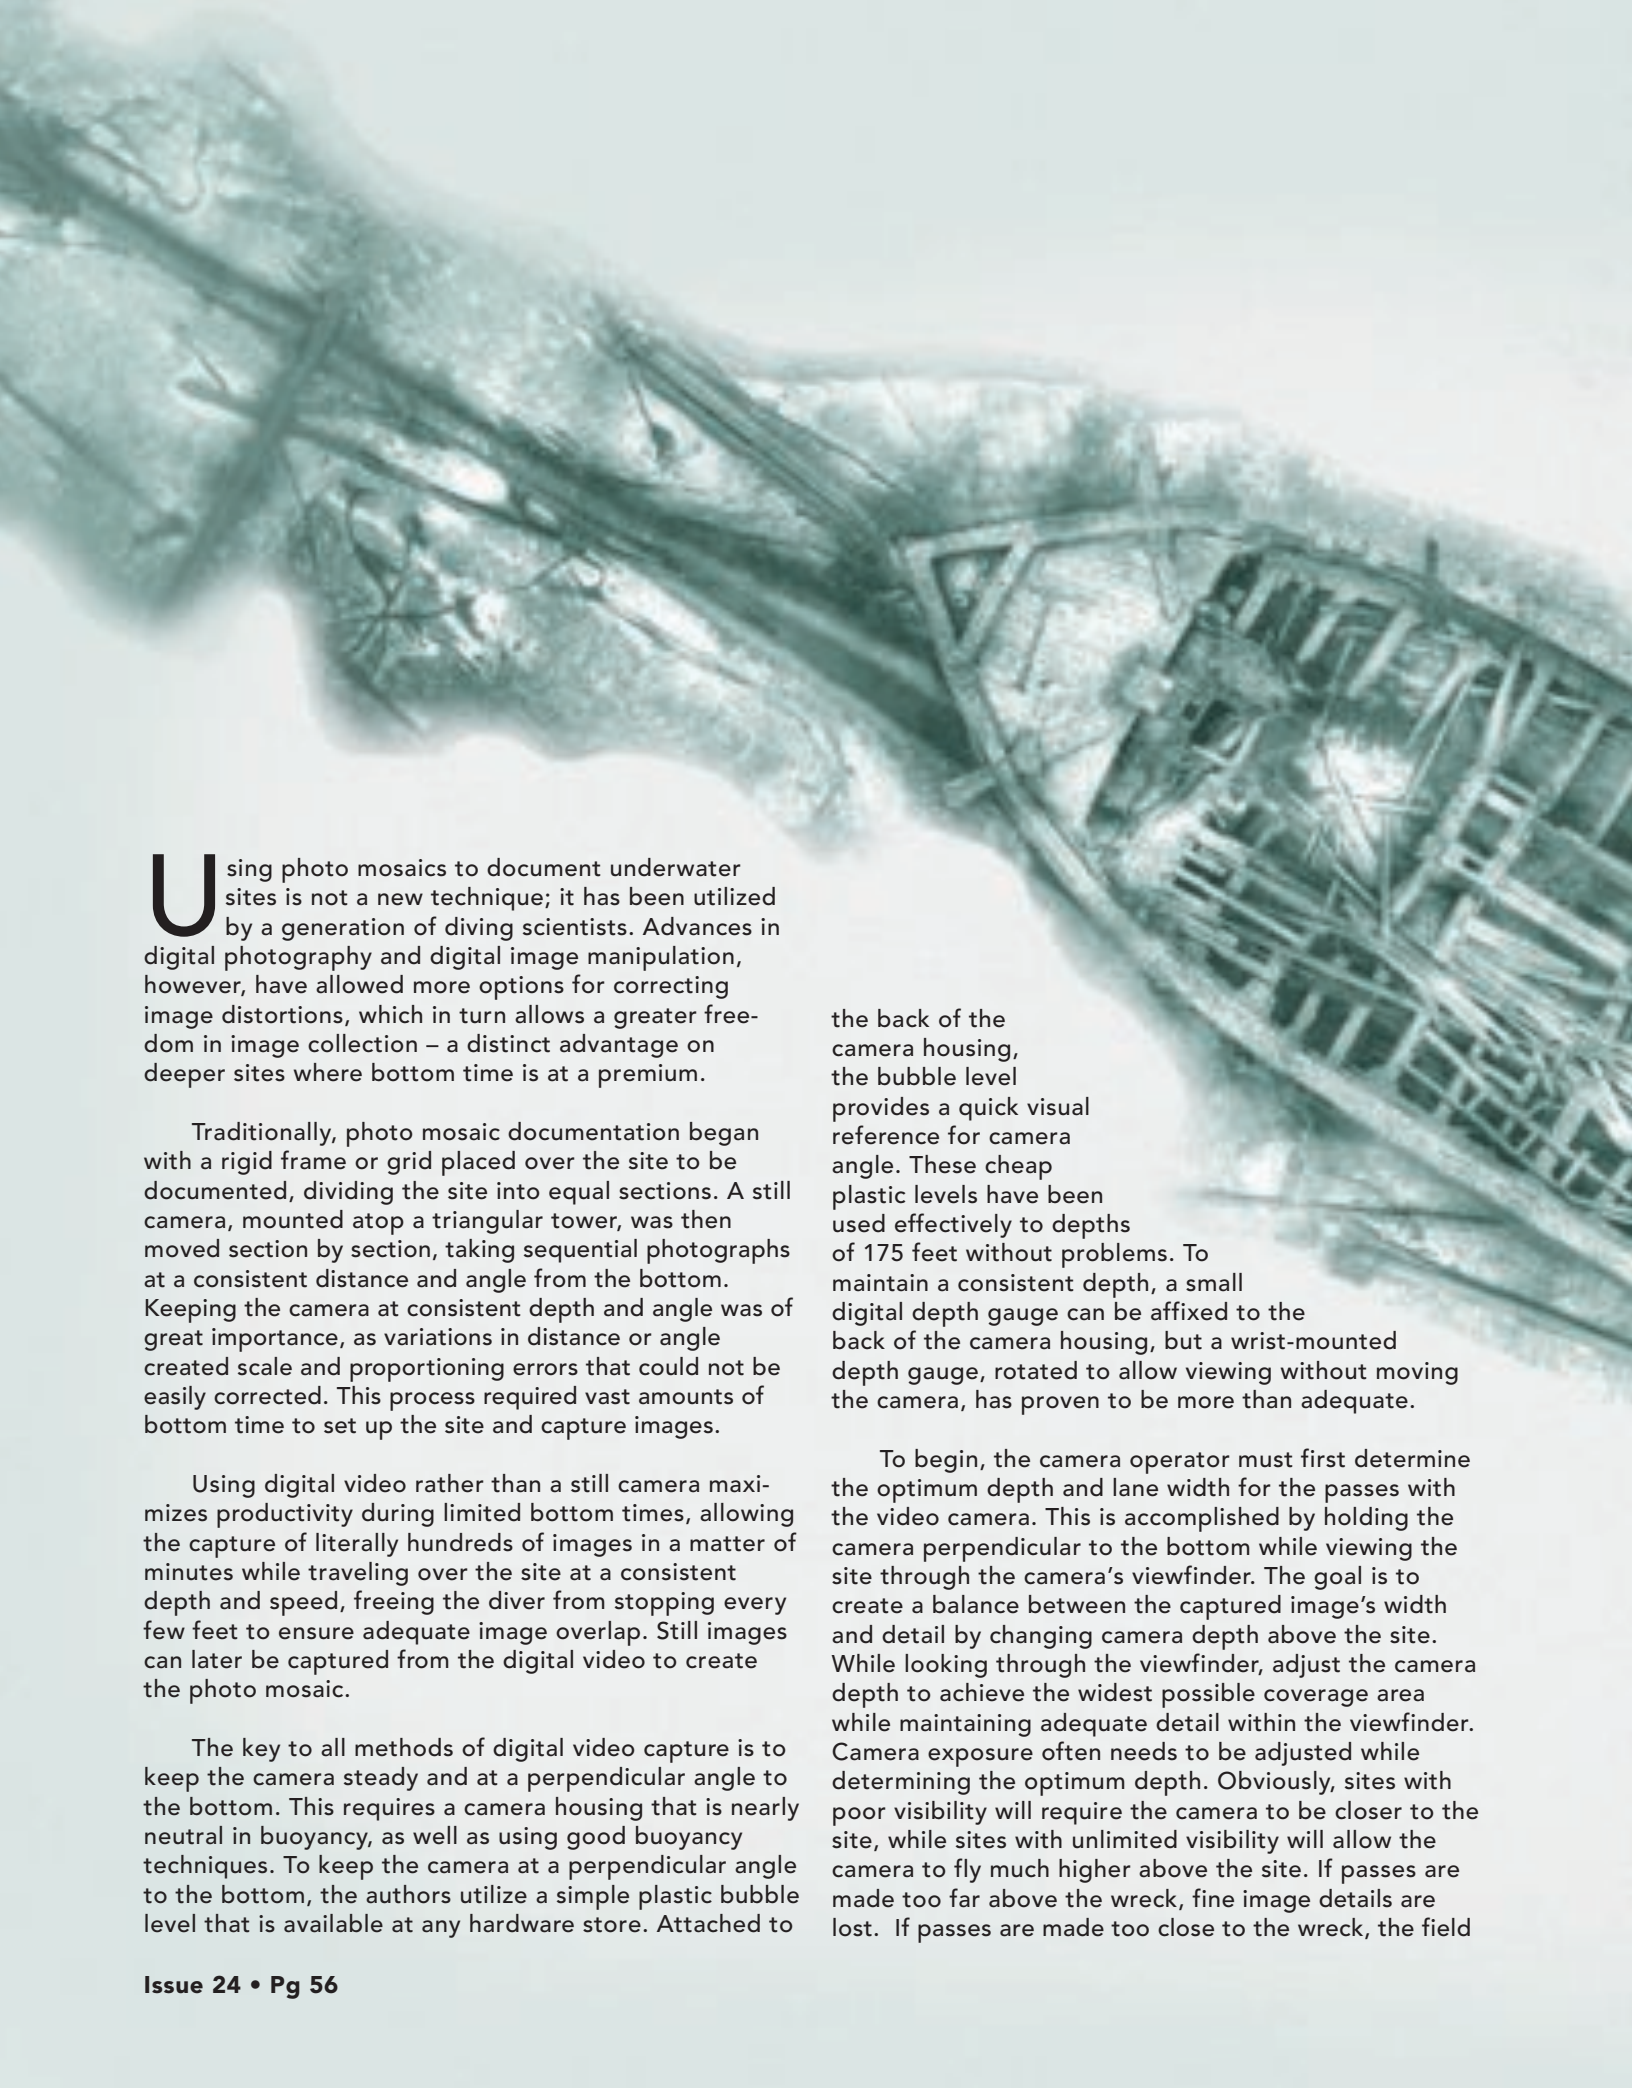 Using photo mosaics to document underwater
sites is not a new technique; it has been utilized
by a generation of diving scientists. Advances in
digital photography and digital image manipulation,
however, have allowed more options for correcting
image distortions, which in turn allows a greater free-
dom in image collection – a distinct advantage on
deeper sites where bottom time is at a premium.
Traditionally, photo mosaic documentation began
with a rigid frame or grid placed over the site to be
documented, dividing the site into equal sections. A still
camera, mounted atop a triangular tower, was then
moved section by section, taking sequential photographs
at a consistent distance and angle from the bottom.
Keeping the camera at consistent depth and angle was of
great importance, as variations in distance or angle
created scale and proportioning errors that could not be
easily corrected. This process required vast amounts of
bottom time to set up the site and capture images.
Using digital video rather than a still camera maxi-
mizes productivity during limited bottom times, allowing
the capture of literally hundreds of images in a matter of
minutes while traveling over the site at a consistent
depth and speed, freeing the diver from stopping every
few feet to ensure adequate image overlap. Still images
can later be captured from the digital video to create
the photo mosaic.
The key to all methods of digital video capture is to
keep the camera steady and at a perpendicular angle to
the bottom. This requires a camera housing that is nearly
neutral in buoyancy, as well as using good buoyancy
techniques. To keep the camera at a perpendicular angle
to the bottom, the authors utilize a simple plastic bubble
level that is available at any hardware store. Attached to
the back of the
camera housing,
the bubble level
provides a quick visual
reference for camera
angle. These cheap
plastic levels have been
used effectively to depths
of 175 feet without problems. To
maintain a consistent depth, a small
digital depth gauge can be affixed to the
back of the camera housing, but a wrist-mounted
depth gauge, rotated to allow viewing without moving
the camera, has proven to be more than adequate.
To begin, the camera operator must first determine
the optimum depth and lane width for the passes with
the video camera. This is accomplished by holding the
camera perpendicular to the bottom while viewing the
site through the camera's viewfinder. The goal is to
create a balance between the captured image's width
and detail by changing camera depth above the site.
While looking through the viewfinder, adjust the camera
depth to achieve the widest possible coverage area
while maintaining adequate detail within the viewfinder.
Camera exposure often needs to be adjusted while
determining the optimum depth. Obviously, sites with
poor visibility will require the camera to be closer to the
site, while sites with unlimited visibility will allow the
camera to fly much higher above the site. If passes are
made too far above the wreck, fine image details are
lost.  If passes are made too close to the wreck, the field
Issue 24 • Pg 56